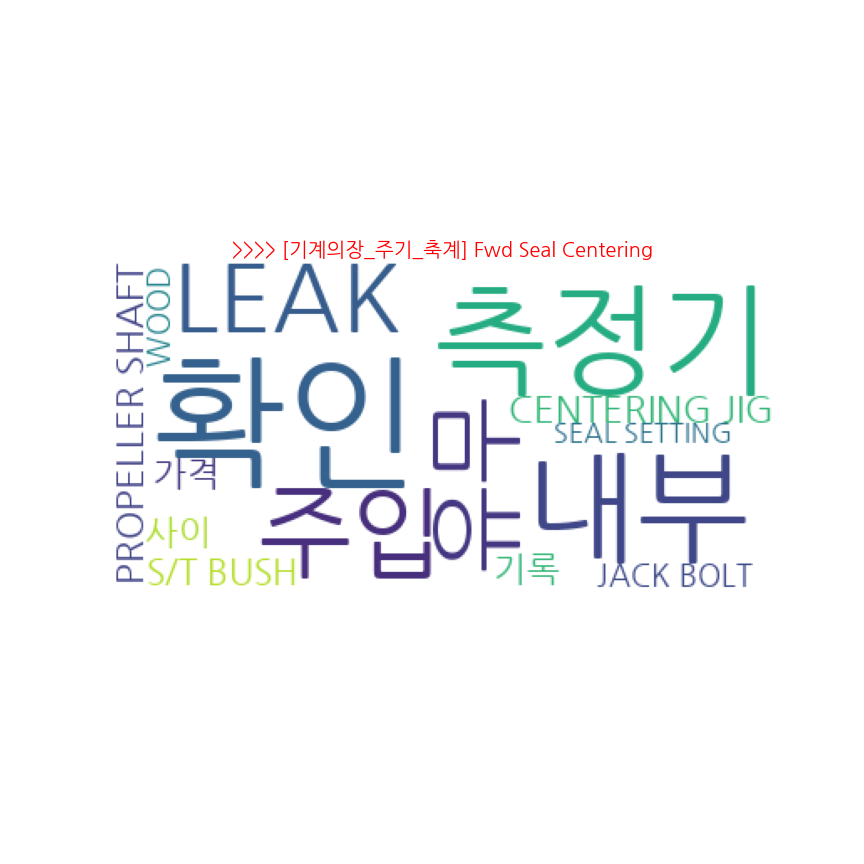 >>>> [기계의장_주기_축계] Fwd Seal Centering
PROPELLER SHAFT
WOOD
LEAK
측정기
확인
CENTERING JIG
SEAL SETTING
마야
내부
가격
주입
사이
S/T BUSH
기록
JACK BOLT